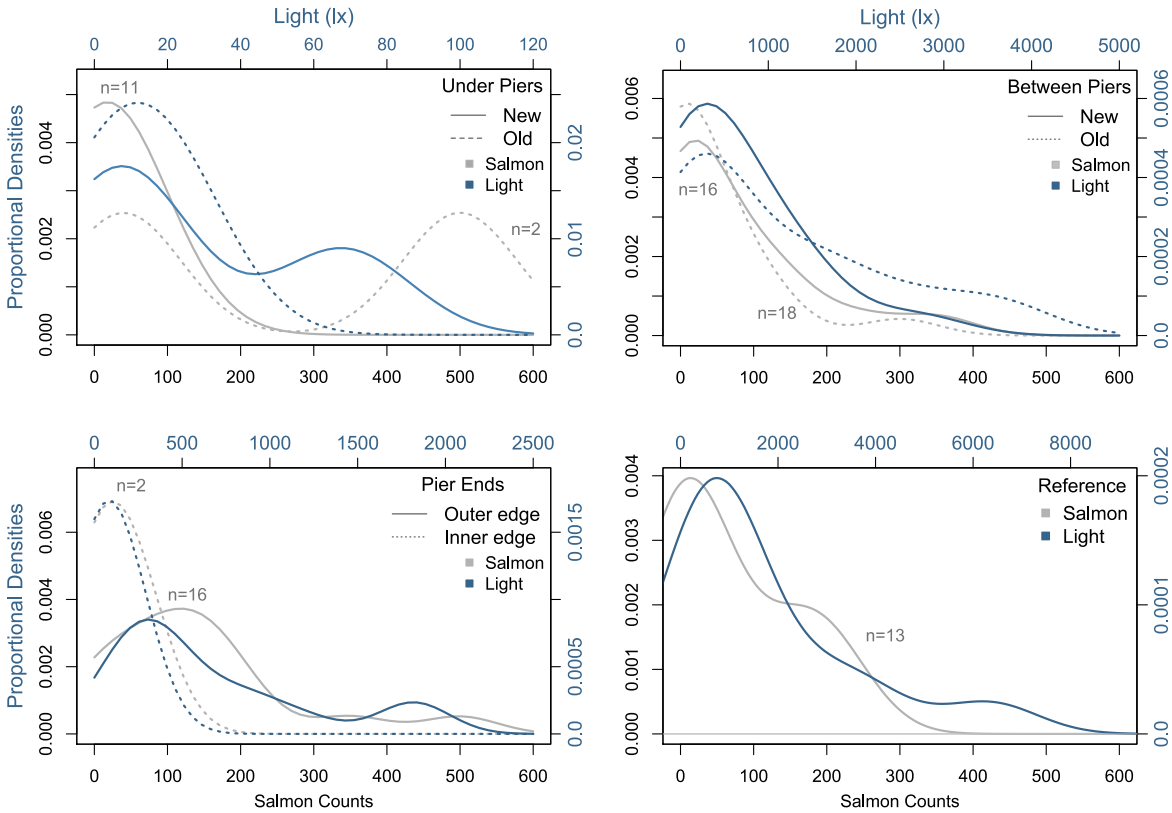 Light (lx)
0 20 40 60 80 100 120
n=11
Under Piers
New
Old
Salmon
Light
n=2
Proportional Densities
0.000 0.002 0.004
0.0 0.01 0.02
0 100 200 300 400 500 600
Light (lx)
0 1000 2000 3000 4000 5000
Between Piers
New
Old
Salmon
Light
n=16
n=18
0.000 0.002 0.004 0.006
0.0 0.0002 0.0004 0.0006
0 100 200 300 400 500 600
0 500 1000 1500 2000 2500
n=2
Pier Ends
Outer edge
Inner edge
Salmon
Light
n=16
Proportional Densities
0.000 0.002 0.004 0.006
0.0 0.0005 0.0015
0 100 200 300 400 500 600
Salmon Counts
0 2000 4000 6000 8000
Reference
Salmon
Light
n=13
0.000 0.001 0.002 0.003 0.004
0.0 0.0001 0.0002
0 100 200 300 400 500 600
Salmon Counts